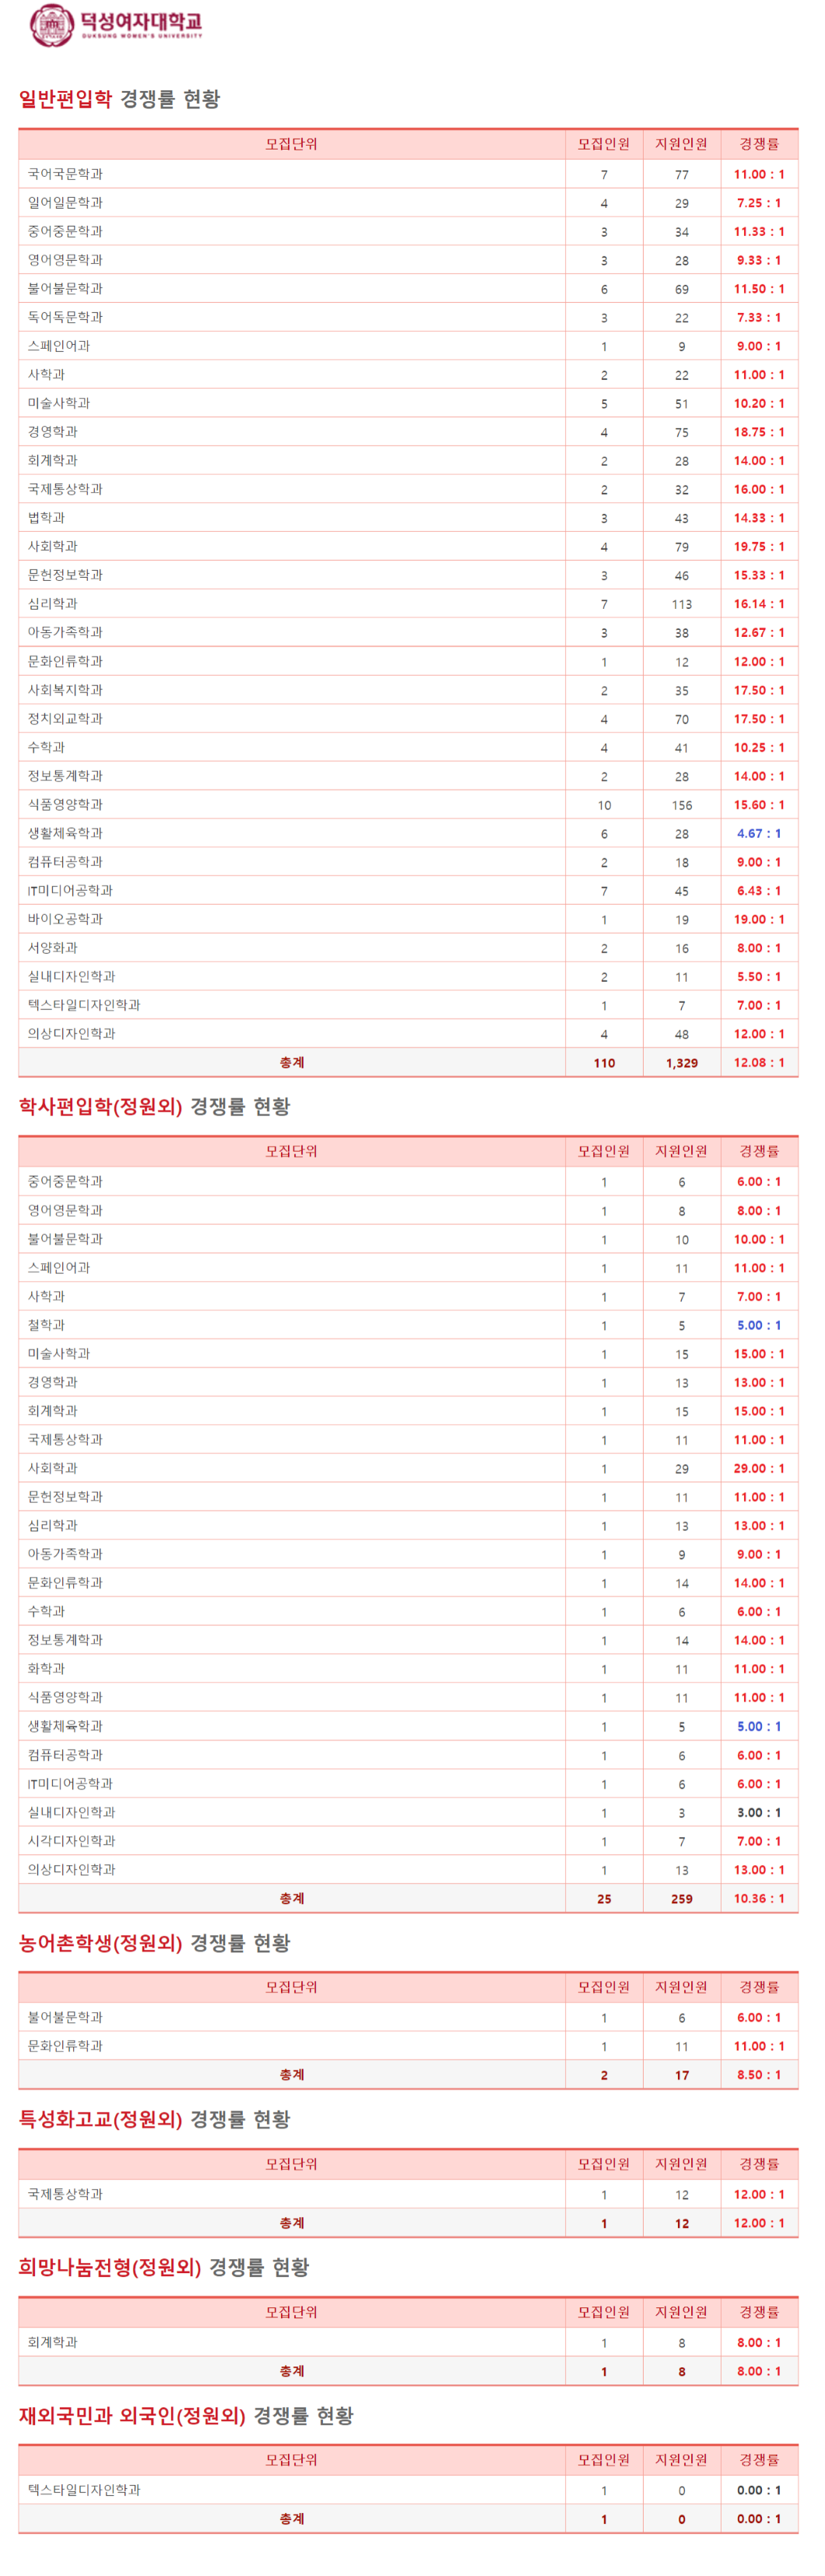 덕성여자대학교
DUKSUNG WOMEN'S UNIVERSITY
일반편입학 경쟁률 현황
모집단위 모집인원 지원인원 경쟁률
국어국문학과 7 77 11.00 : 1
일어일문학과 4 29 7.25 : 1
중어중문학과 3 34 11.33 : 1
영어영문학과 3 28 9.33 : 1
불어불문학과 6 69 11.50 : 1
독어독문학과 3 22 7.33 : 1
스페인어과 1 9 9.00 : 1
사학과 2 22 11.00 : 1
미술사학과 5 51 10.20 : 1
경영학과 4 75 18.75 : 1
회계학과 2 28 14.00 : 1
국제통상학과 2 32 16.00 : 1
법학과 3 43 14.33 : 1
사회학과 4 79 19.75 : 1
문헌정보학과 3 46 15.33 : 1
심리학과 7 113 16.14 : 1
아동가족학과 3 38 12.67 : 1
문화인류학과 1 12 12.00 : 1
사회복지학과 2 35 17.50 : 1
정치외교학과 4 70 17.50 : 1
수학과 4 41 10.25 : 1
정보통계학과 2 28 14.00 : 1
식품영양학과 10 156 15.60 : 1
생활체육학과 6 28 4.67 : 1
컴퓨터공학과 2 18 9.00 : 1
IT미디어공학과 7 45 6.43 : 1
바이오공학과 1 19 19.00 : 1
서양화과 2 16 8.00 : 1
실내디자인학과 2 11 5.50 : 1
텍스타일디자인학과 1 7 7.00 : 1
의상디자인학과 4 48 12.00 : 1
총계 110 1,329 12.08 : 1
학사편입학(정원외) 경쟁률 현황
모집단위 모집인원 지원인원 경쟁률
중어중문학과 1 6 6.00 : 1
영어영문학과 1 8 8.00 : 1
불어불문학과 1 10 10.00 : 1
스페인어과 1 11 11.00 : 1
사학과 1 7 7.00 : 1
철학과 1 5 5.00 : 1
미술사학과 1 15 15.00 : 1
경영학과 1 13 13.00 : 1
회계학과 1 15 15.00 : 1
국제통상학과 1 11 11.00 : 1
사회학과 1 29 29.00 : 1
문헌정보학과 1 11 11.00 : 1
심리학과 1 13 13.00 : 1
아동가족학과 1 9 9.00 : 1
문화인류학과 1 14 14.00 : 1
수학과 1 6 6.00 : 1
정보통계학과 1 14 14.00 : 1
화학과 1 11 11.00 : 1
식품영양학과 1 11 11.00 : 1
생활체육학과 1 5 5.00 : 1
컴퓨터공학과 1 6 6.00 : 1
IT미디어공학과 1 6 6.00 : 1
실내디자인학과 1 3 3.00 : 1
시각디자인학과 1 7 7.00 : 1
의상디자인학과 1 13 13.00 : 1
총계 25 259 10.36 : 1
농어촌학생(정원외) 경쟁률 현황
모집단위 모집인원 지원인원 경쟁률
불어불문학과 1 6 6.00 : 1
문화인류학과 1 11 11.00 : 1
총계 2 17 8.50 : 1
특성화고교(정원외) 경쟁률 현황
모집단위 모집인원 지원인원 경쟁률
국제통상학과 1 12 12.00 : 1
총계 1 12 12.00 : 1
희망나눔전형(정원외) 경쟁률 현황
모집단위 모집인원 지원인원 경쟁률
회계학과 1 8 8.00 : 1
총계 1 8 8.00 : 1
재외국민과 외국인(정원외) 경쟁률 현황
모집단위 모집인원 지원인원 경쟁률
텍스타일디자인학과 1 0 0.00 : 1
총계 1 0 0.00 : 1